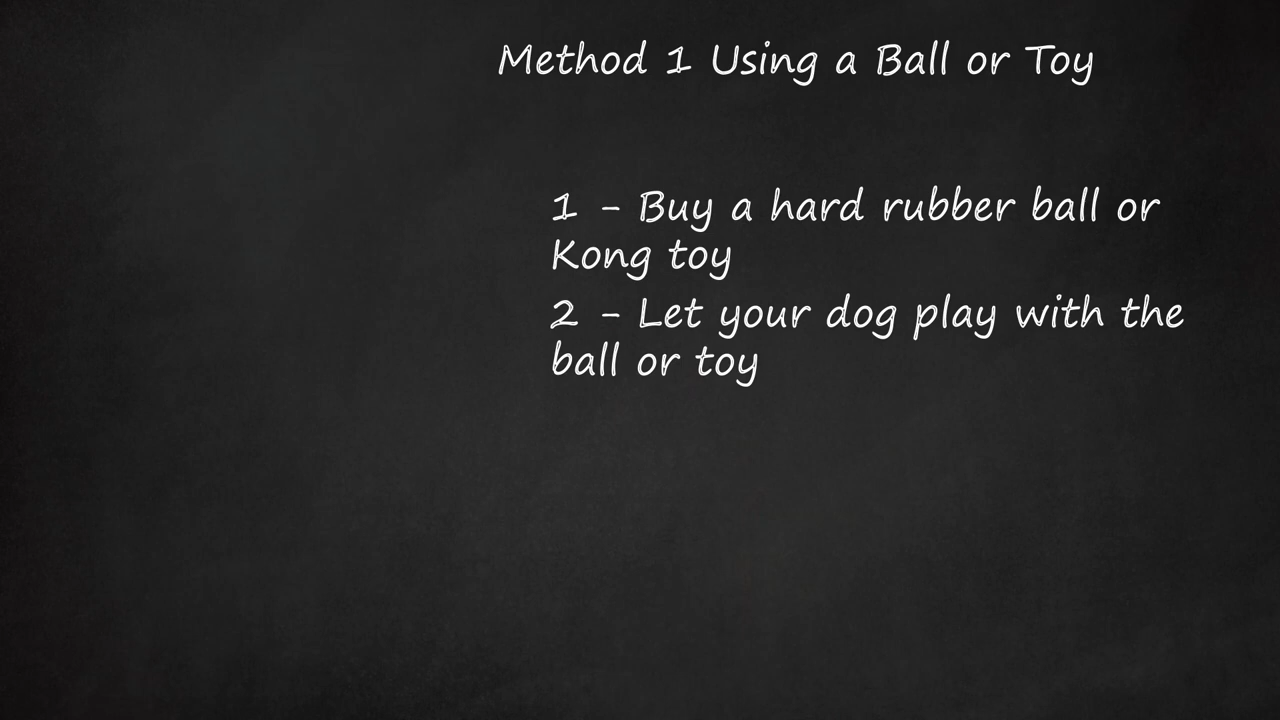 Method 1 Using a Ball or Toy
1 - Buy a hard rubber ball or
Kong toy
2 - Let your dog play with the
ball or toy